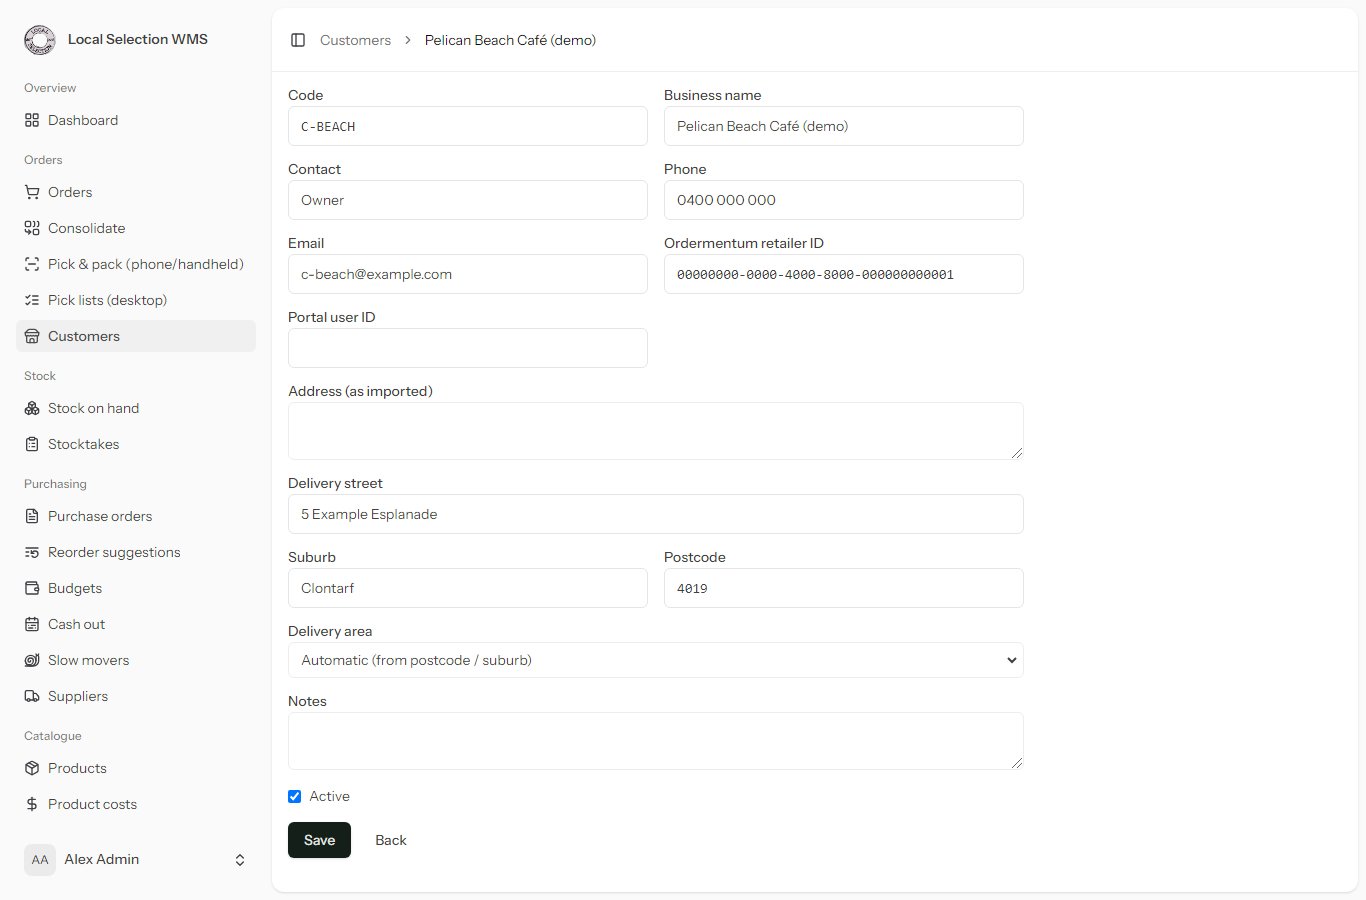 Local Selection WMS
Overview
Dashboard
Orders
Orders
Consolidate
Pick & pack (phone/handheld)
Pick lists (desktop)
Customers
Stock
Stock on hand
Stocktakes
Purchasing
Purchase orders
Reorder suggestions
Budgets
Cash out
Slow movers
Suppliers
Catalogue
Products
Product costs
AA Alex Admin
Customers > Pelican Beach Café (demo)
Code
C-BEACH
Business name
Pelican Beach Café (demo)
Contact
Owner
Phone
0400 000 000
Email
c-beach@example.com
Ordermentum retailer ID
00000000-0000-4000-8000-000000000001
Portal user ID
Address (as imported)
Delivery street
5 Example Esplanade
Suburb
Clontarf
Postcode
4019
Delivery area
Automatic (from postcode / suburb)
Notes
Active
Save
Back